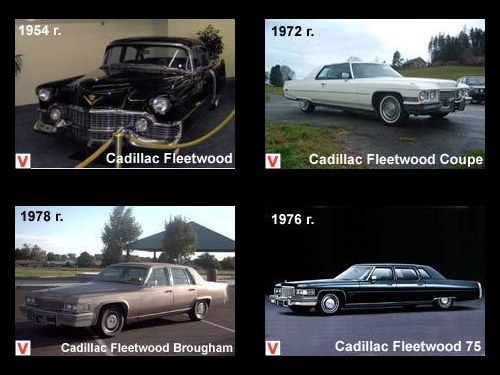 1954 г.
Cadillac Fleetwood
V
1972 г.
Cadillac Fleetwood Coupe
V
1978 г.
Cadillac Fleetwood Brougham
V
1976 г.
Cadillac Fleetwood 75
V